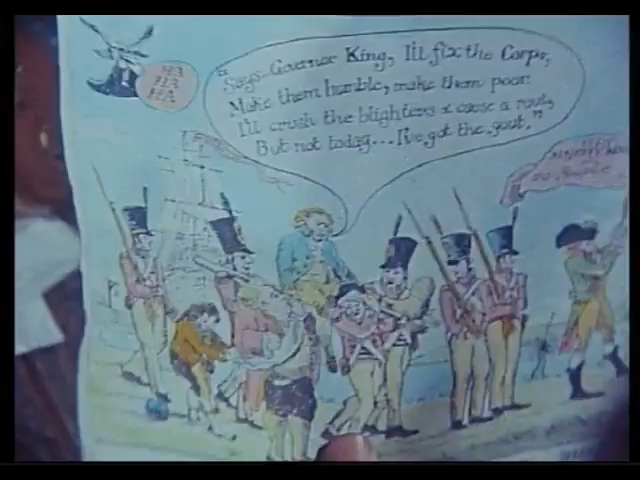 HA
HA
HA
"Says Governor King, I'll fix the Corps,
Make them humble, make them poor
I'll crush the blighters & cause a rout,
But not today... I've got the gout."